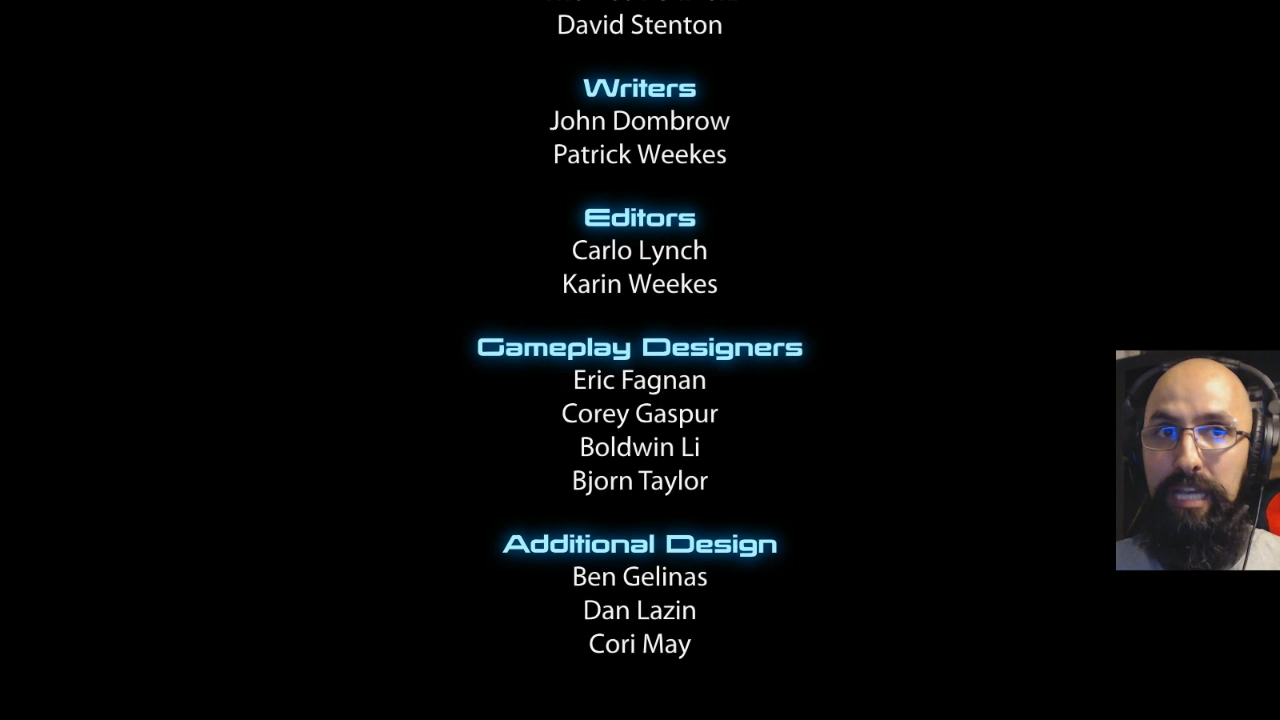 David Stenton
Writers
John Dombrow
Patrick Weekes
Editors
Carlo Lynch
Karin Weekes
Gameplay Designers
Eric Fagnan
Corey Gaspur
Boldwin Li
Bjorn Taylor
Additional Design
Ben Gelinas
Dan Lazin
Cori May